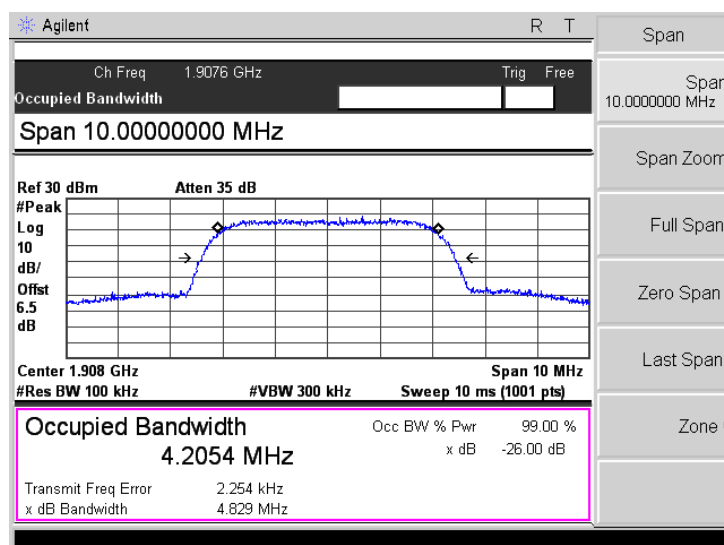 Agilent R T
Ch Freq 1.9076 GHz Trig Free
Occupied Bandwidth
Span 10.00000000 MHz
Ref 30 dBm Atten 35 dB
#Peak
Log
10
dB/
Offst
6.5
dB
Center 1.908 GHz Span 10 MHz
#Res BW 100 kHz #VBW 300 kHz Sweep 10 ms (1001 pts)
Occupied Bandwidth Occ BW % Pwr 99.00 %
4.2054 MHz x dB -26.00 dB
Transmit Freq Error 2.254 kHz
x dB Bandwidth 4.829 MHz
Span
Span
10.0000000 MHz
Span Zoom
Full Span
Zero Span
Last Span
Zone